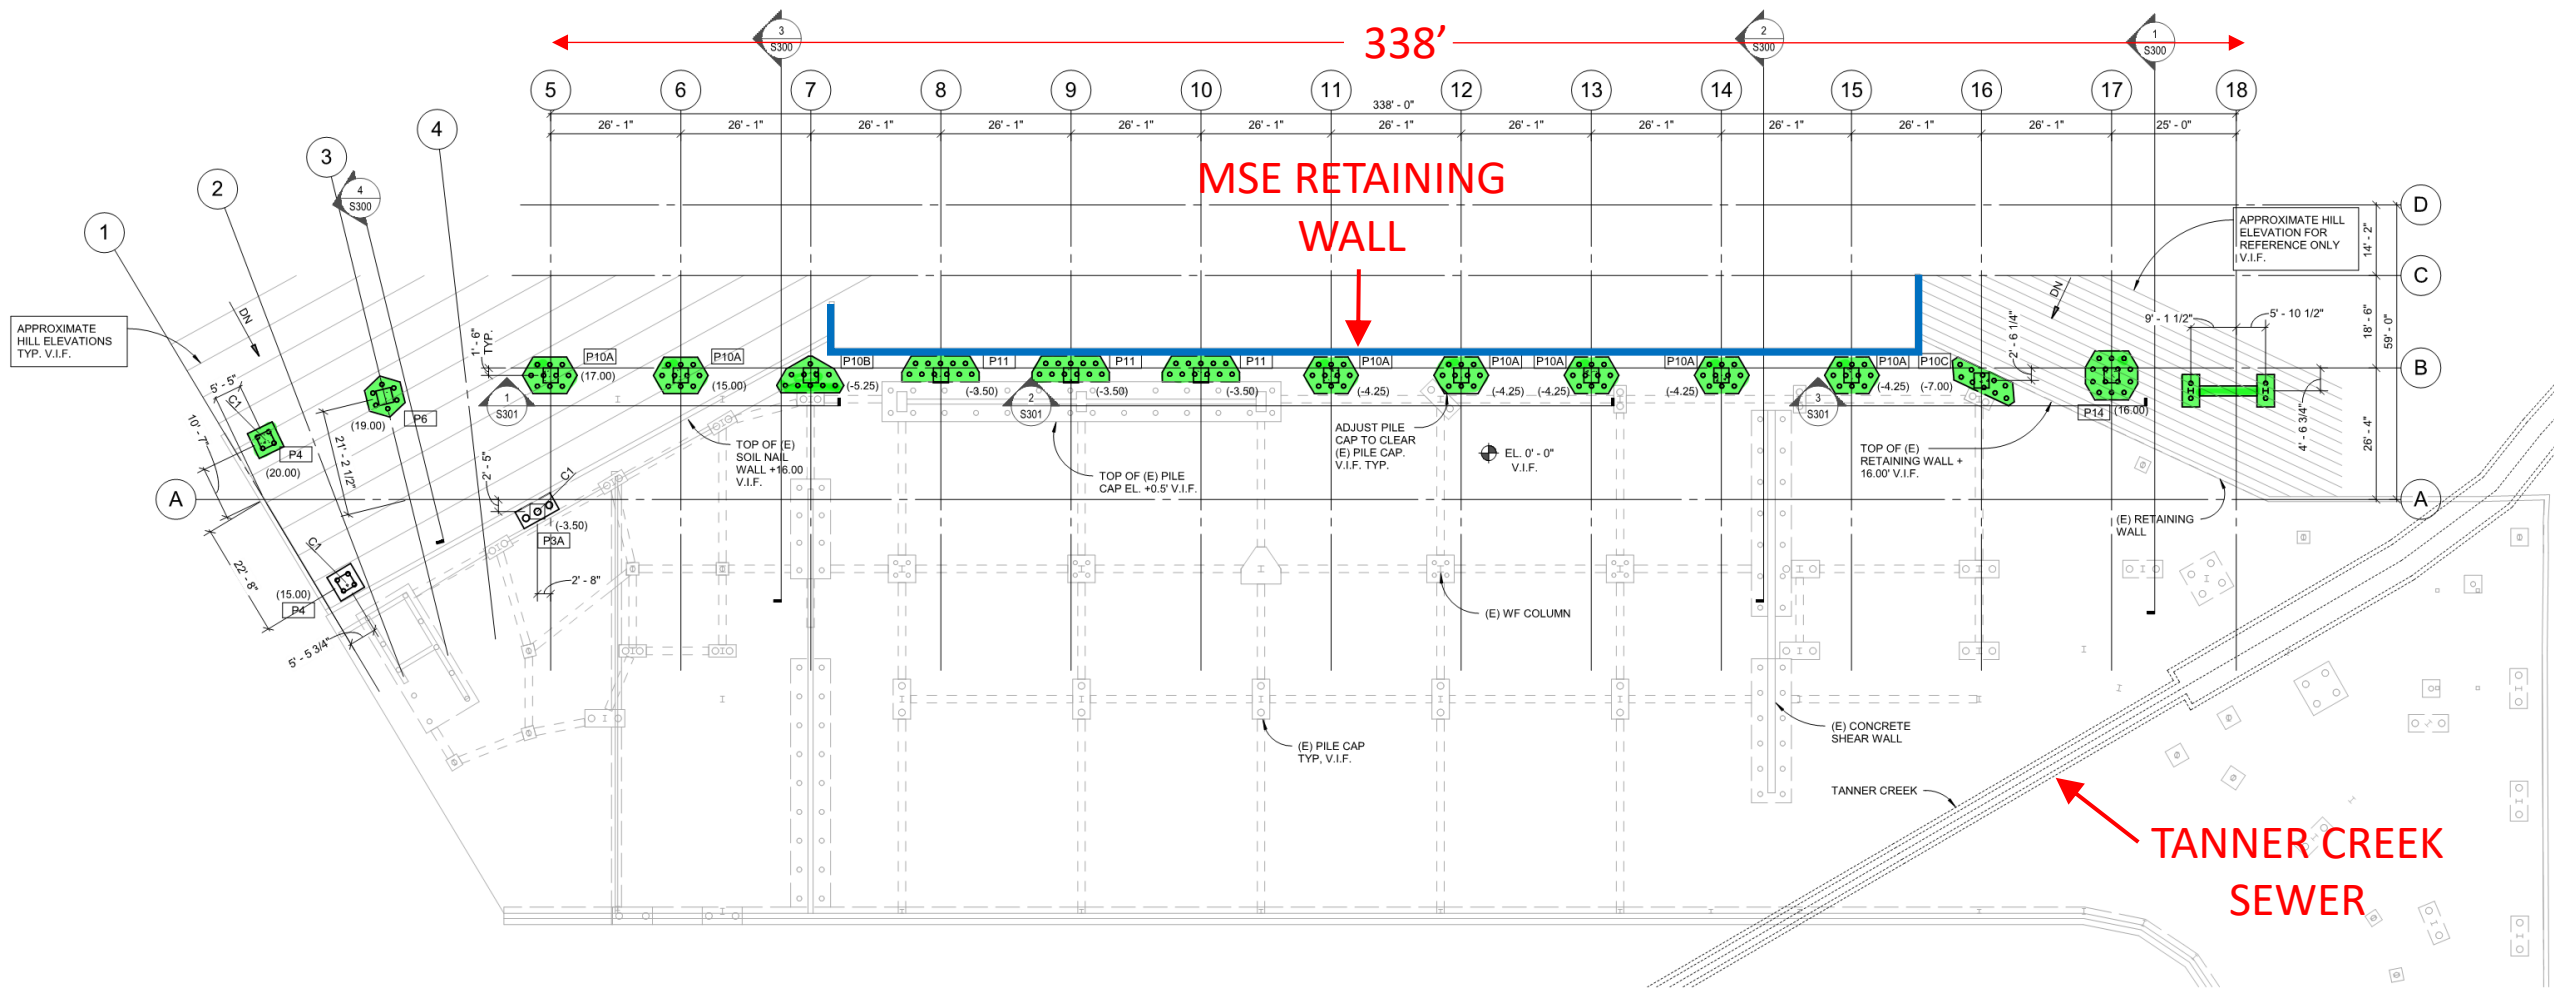 3
S300
338'
2
S300
1
S300
5
6
7
8
9
10
11
12
13
14
15
16
17
18
338' - 0"
26' - 1"
26' - 1"
26' - 1"
26' - 1"
26' - 1"
26' - 1"
26' - 1"
26' - 1"
26' - 1"
26' - 1"
26' - 1"
26' - 1"
25' - 0"
4
3
2
1
4
S300
MSE RETAINING
WALL
D
C
B
A
14' - 2"
18' - 6"
59' - 0"
26' - 4"
APPROXIMATE HILL
ELEVATION FOR
REFERENCE ONLY
V.I.F.
DN
9' - 1 1/2"
5' - 10 1/2"
2' - 6 1/4"
4' - 6 3/4"
APPROXIMATE
HILL ELEVATIONS
TYP. V.I.F.
DN
1' - 6"
TYP.
P10A
(17.00)
P10A
(15.00)
P10B
(-5.25)
P11
(-3.50)
P11
(-3.50)
P11
(-3.50)
P10A
(-4.25)
P10A
(-4.25)
P10A
(-4.25)
P10A
(-4.25)
P10A
(-4.25)
P10C
(-7.00)
P14
(16.00)
1
S301
2
S301
3
S301
5' - 5"
C1
10' - 7"
P4
(20.00)
(19.00)
P6
21' - 2 1/2"
A
2' - 5"
C1
(-3.50)
P3A
2' - 8"
C1
22' - 8"
(15.00)
P4
5' - 5 3/4"
TOP OF (E)
SOIL NAIL
WALL +16.00
V.I.F.
TOP OF (E) PILE
CAP EL. +0.5' V.I.F.
ADJUST PILE
CAP TO CLEAR
(E) PILE CAP.
V.I.F. TYP.
EL. 0' - 0"
V.I.F.
TOP OF (E)
RETAINING WALL +
16.00' V.I.F.
(E) RETAINING
WALL
(E) WF COLUMN
(E) PILE CAP
TYP, V.I.F.
(E) CONCRETE
SHEAR WALL
TANNER CREEK
TANNER CREEK
SEWER